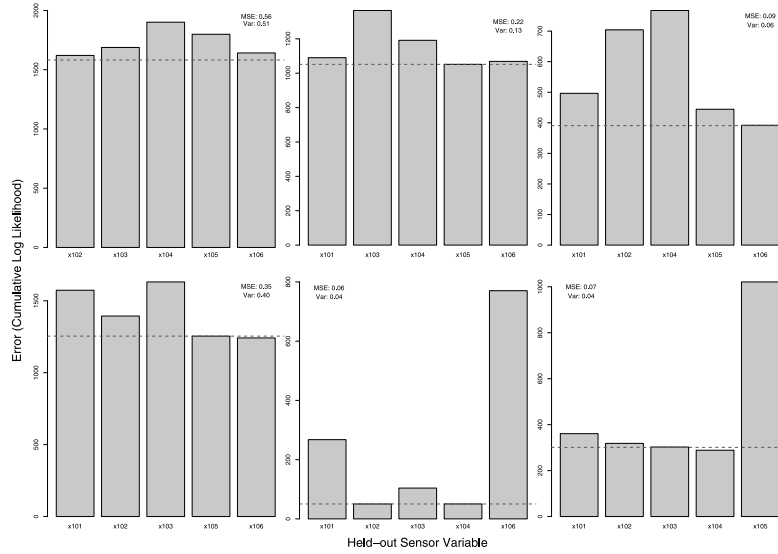 Error (Cumulative Log Likelihood)
2000
1500
1000
500
0
MSE: 0.56
Var: 0.51
x102
x103
x104
x105
x106
1200
1000
800
600
400
200
0
MSE: 0.22
Var: 0.13
x101
x103
x104
x105
x106
700
600
500
400
300
200
100
0
MSE: 0.09
Var: 0.06
x101
x102
x104
x105
x106
1500
1000
500
0
MSE: 0.35
Var: 0.40
x101
x102
x103
x105
x106
800
600
400
200
0
MSE: 0.06
Var: 0.04
x101
x102
x103
x104
x106
1000
800
600
400
200
0
MSE: 0.07
Var: 0.04
x101
x102
x103
x104
x105
Held-out Sensor Variable